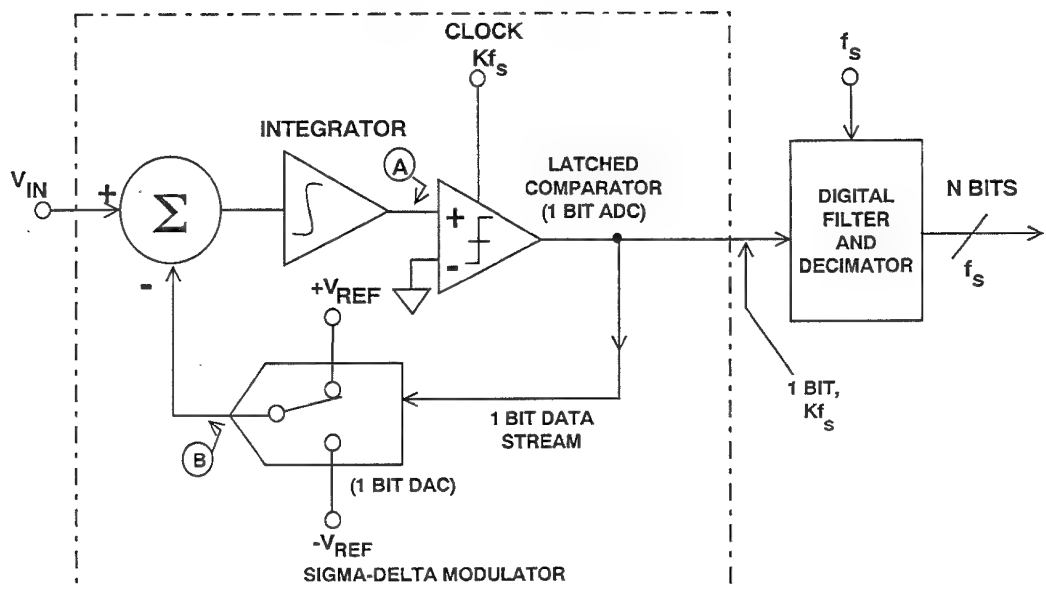 CLOCK
Kfs
fs
INTEGRATOR
A
LATCHED
COMPARATOR
(1 BIT ADC)
VIN
+
Σ
∫
+
-
-
DIGITAL
FILTER
AND
DECIMATOR
N BITS
fs
+VREF
1 BIT,
Kfs
1 BIT DATA
STREAM
B
(1 BIT DAC)
-VREF
SIGMA-DELTA MODULATOR